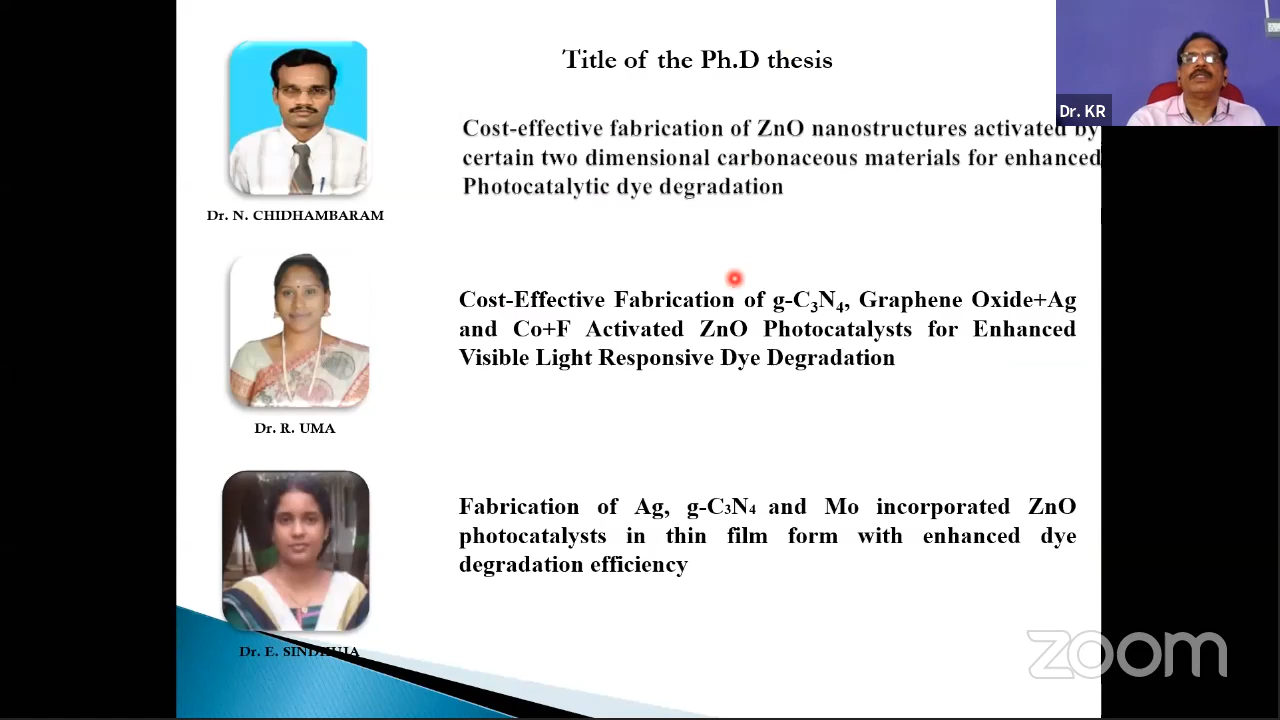 Title of the Ph.D thesis
Dr. KR
Cost-effective fabrication of ZnO nanostructures activated by
certain two dimensional carbonaceous materials for enhanced
Photocatalytic dye degradation
Dr. N. CHIDHAMBARAM
Cost-Effective Fabrication of g-C₃N₄, Graphene Oxide+Ag
and Co+F Activated ZnO Photocatalysts for Enhanced
Visible Light Responsive Dye Degradation
Dr. R. UMA
Fabrication of Ag, g-C₃N₄ and Mo incorporated ZnO
photocatalysts in thin film form with enhanced dye
degradation efficiency
Dr. E. SINDHUJA
zoom